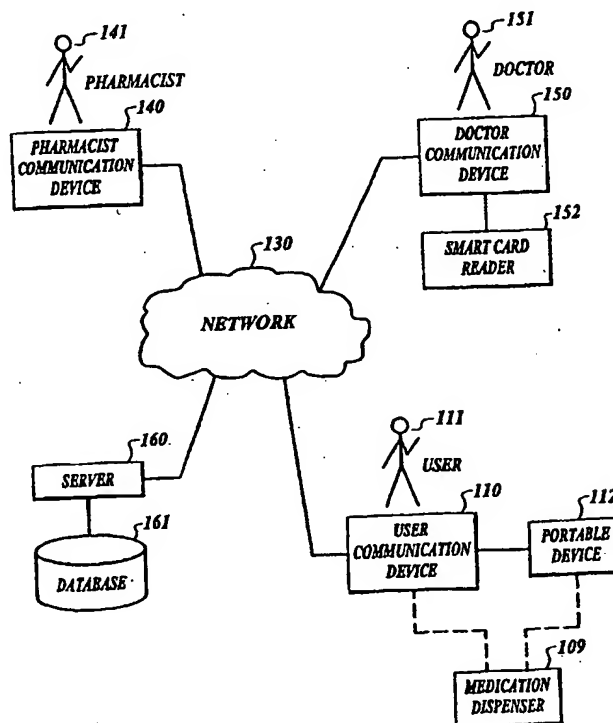 141
PHARMACIST
140
PHARMACIST
COMMUNICATION
DEVICE
151
DOCTOR
150
DOCTOR
COMMUNICATION
DEVICE
152
SMART CARD
READER
130
NETWORK
160
SERVER
161
DATABASE
111
USER
110
USER
COMMUNICATION
DEVICE
112
PORTABLE
DEVICE
109
MEDICATION
DISPENSER